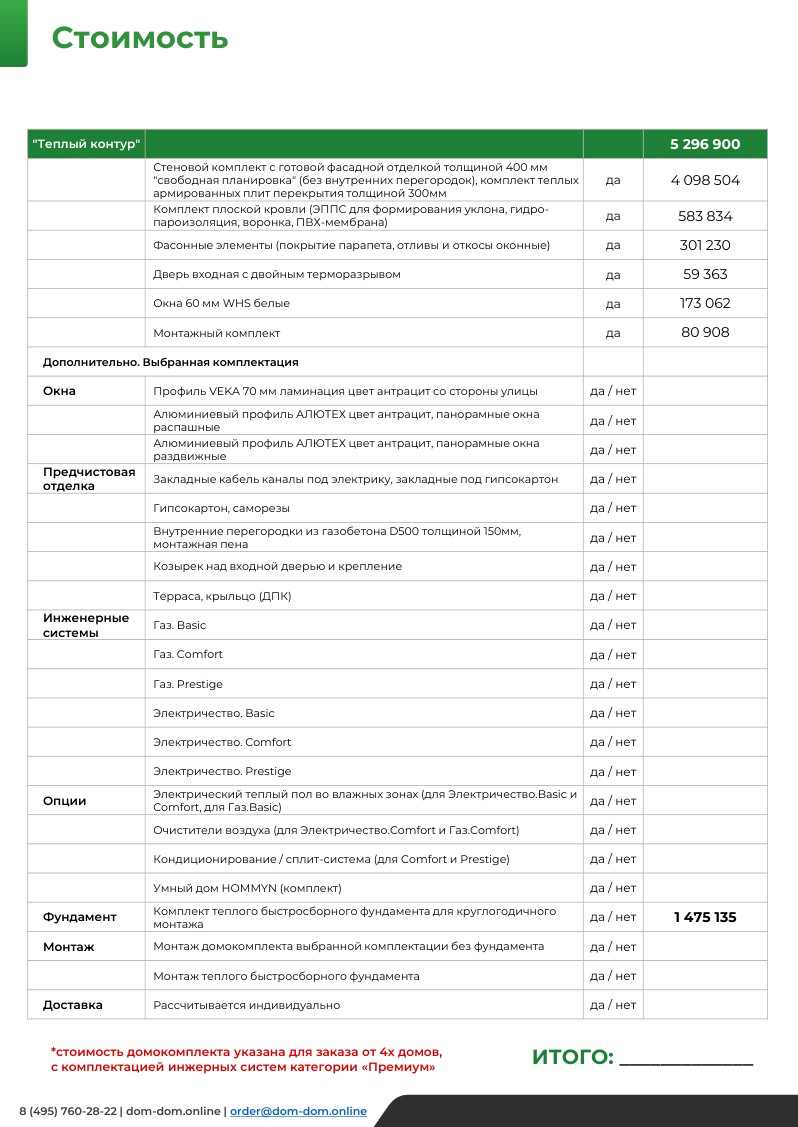 Стоимость
"Теплый контур" 5 296 900
Стеновой комплект с готовой фасадной отделкой толщиной 400 мм
"свободная планировка" (без внутренних перегородок), комплект теплых
армированных плит перекрытия толщиной 300мм
да 4 098 504
Комплект плоской кровли (ЭППС для формирования уклона, гидро-
пароизоляция, воронка, ПВХ-мембрана)
да 583 834
Фасонные элементы (покрытие парапета, отливы и откосы оконные) да 301 230
Дверь входная с двойным терморазрывом да 59 363
Окна 60 мм WHS белые да 173 062
Монтажный комплект да 80 908
Дополнительно. Выбранная комплектация
Окна Профиль VEKA 70 мм ламинация цвет антрацит со стороны улицы да / нет
Алюминиевый профиль АЛЮТЕХ цвет антрацит, панорамные окна
распашные
да / нет
Алюминиевый профиль АЛЮТЕХ цвет антрацит, панорамные окна
раздвижные
да / нет
Предчистовая
отделка
Закладные кабель каналы под электрику, закладные под гипсокартон да / нет
Гипсокартон, саморезы да / нет
Внутренние перегородки из газобетона D500 толщиной 150мм,
монтажная пена
да / нет
Козырек над входной дверью и крепление да / нет
Терраса, крыльцо (ДПК) да / нет
Инженерные
системы
Газ. Basic да / нет
Газ. Comfort да / нет
Газ. Prestige да / нет
Электричество. Basic да / нет
Электричество. Comfort да / нет
Электричество. Prestige да / нет
Опции
Электрический теплый пол во влажных зонах (для Электричество.Basic и
Comfort, для Газ.Basic)
да / нет
Очистители воздуха (для Электричество.Comfort и Газ.Comfort) да / нет
Кондиционирование / сплит-система (для Comfort и Prestige) да / нет
Умный дом HOMMYN (комплект) да / нет
Фундамент
Комплект теплого быстросборного фундамента для круглогодичного
монтажа
да / нет 1 475 135
Монтаж Монтаж домокомплекта выбранной комплектации без фундамента да / нет
Монтаж теплого быстросборного фундамента да / нет
Доставка Рассчитывается индивидуально да / нет
*стоимость домокомплекта указана для заказа от 4х домов,
с комплектацией инжерных систем категории «Премиум»
ИТОГО: _____________
8 (495) 760-28-22 | dom-dom.online | order@dom-dom.online